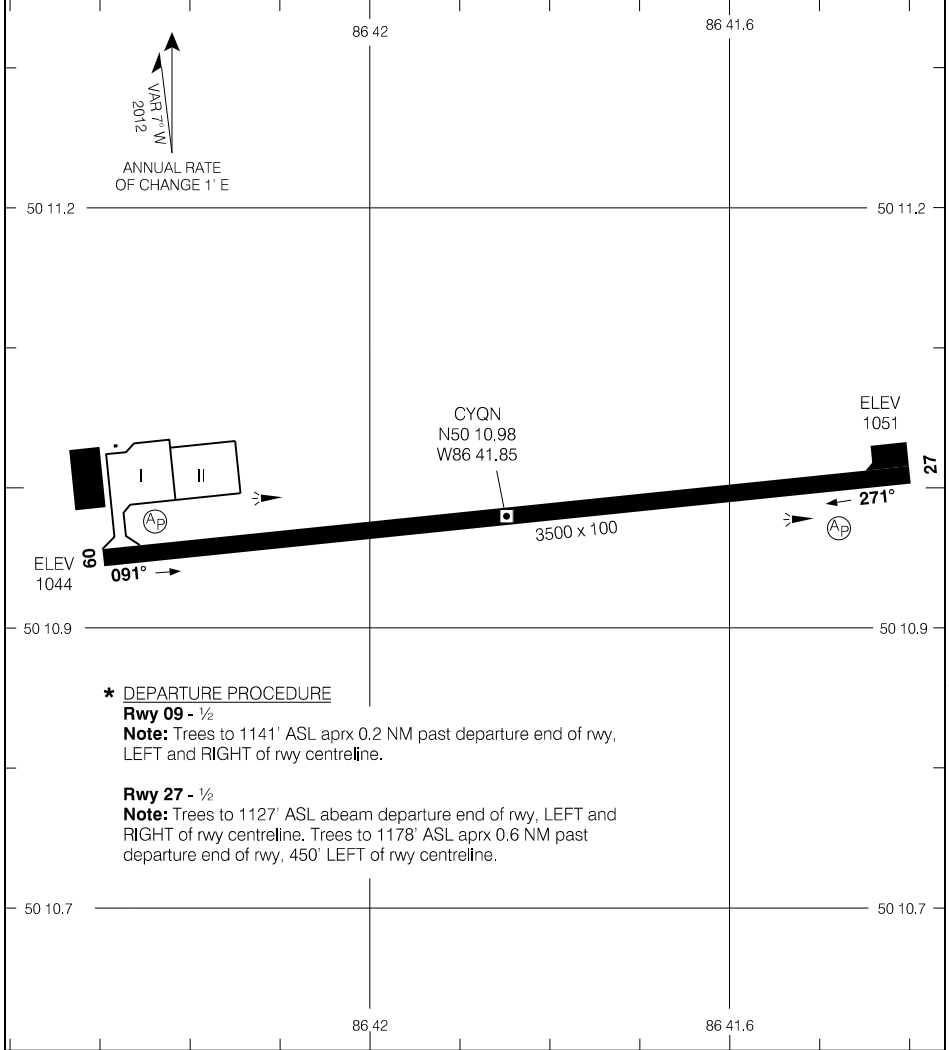 86 42
86 41.6
VAR 7° W
2012
ANNUAL RATE
OF CHANGE 1' E
50 11.2
50 11.2
CYQN
N50 10.98
W86 41.85
ELEV
1051
27
I
II
271°
AP
AP
3500 x 100
ELEV
1044
09
091°
50 10.9
50 10.9
* DEPARTURE PROCEDURE
Rwy 09 - ½
Note: Trees to 1141' ASL aprx 0.2 NM past departure end of rwy,
LEFT and RIGHT of rwy centreline.
Rwy 27 - ½
Note: Trees to 1127' ASL abeam departure end of rwy, LEFT and
RIGHT of rwy centreline. Trees to 1178' ASL aprx 0.6 NM past
departure end of rwy, 450' LEFT of rwy centreline.
50 10.7
50 10.7
86 42
86 41.6